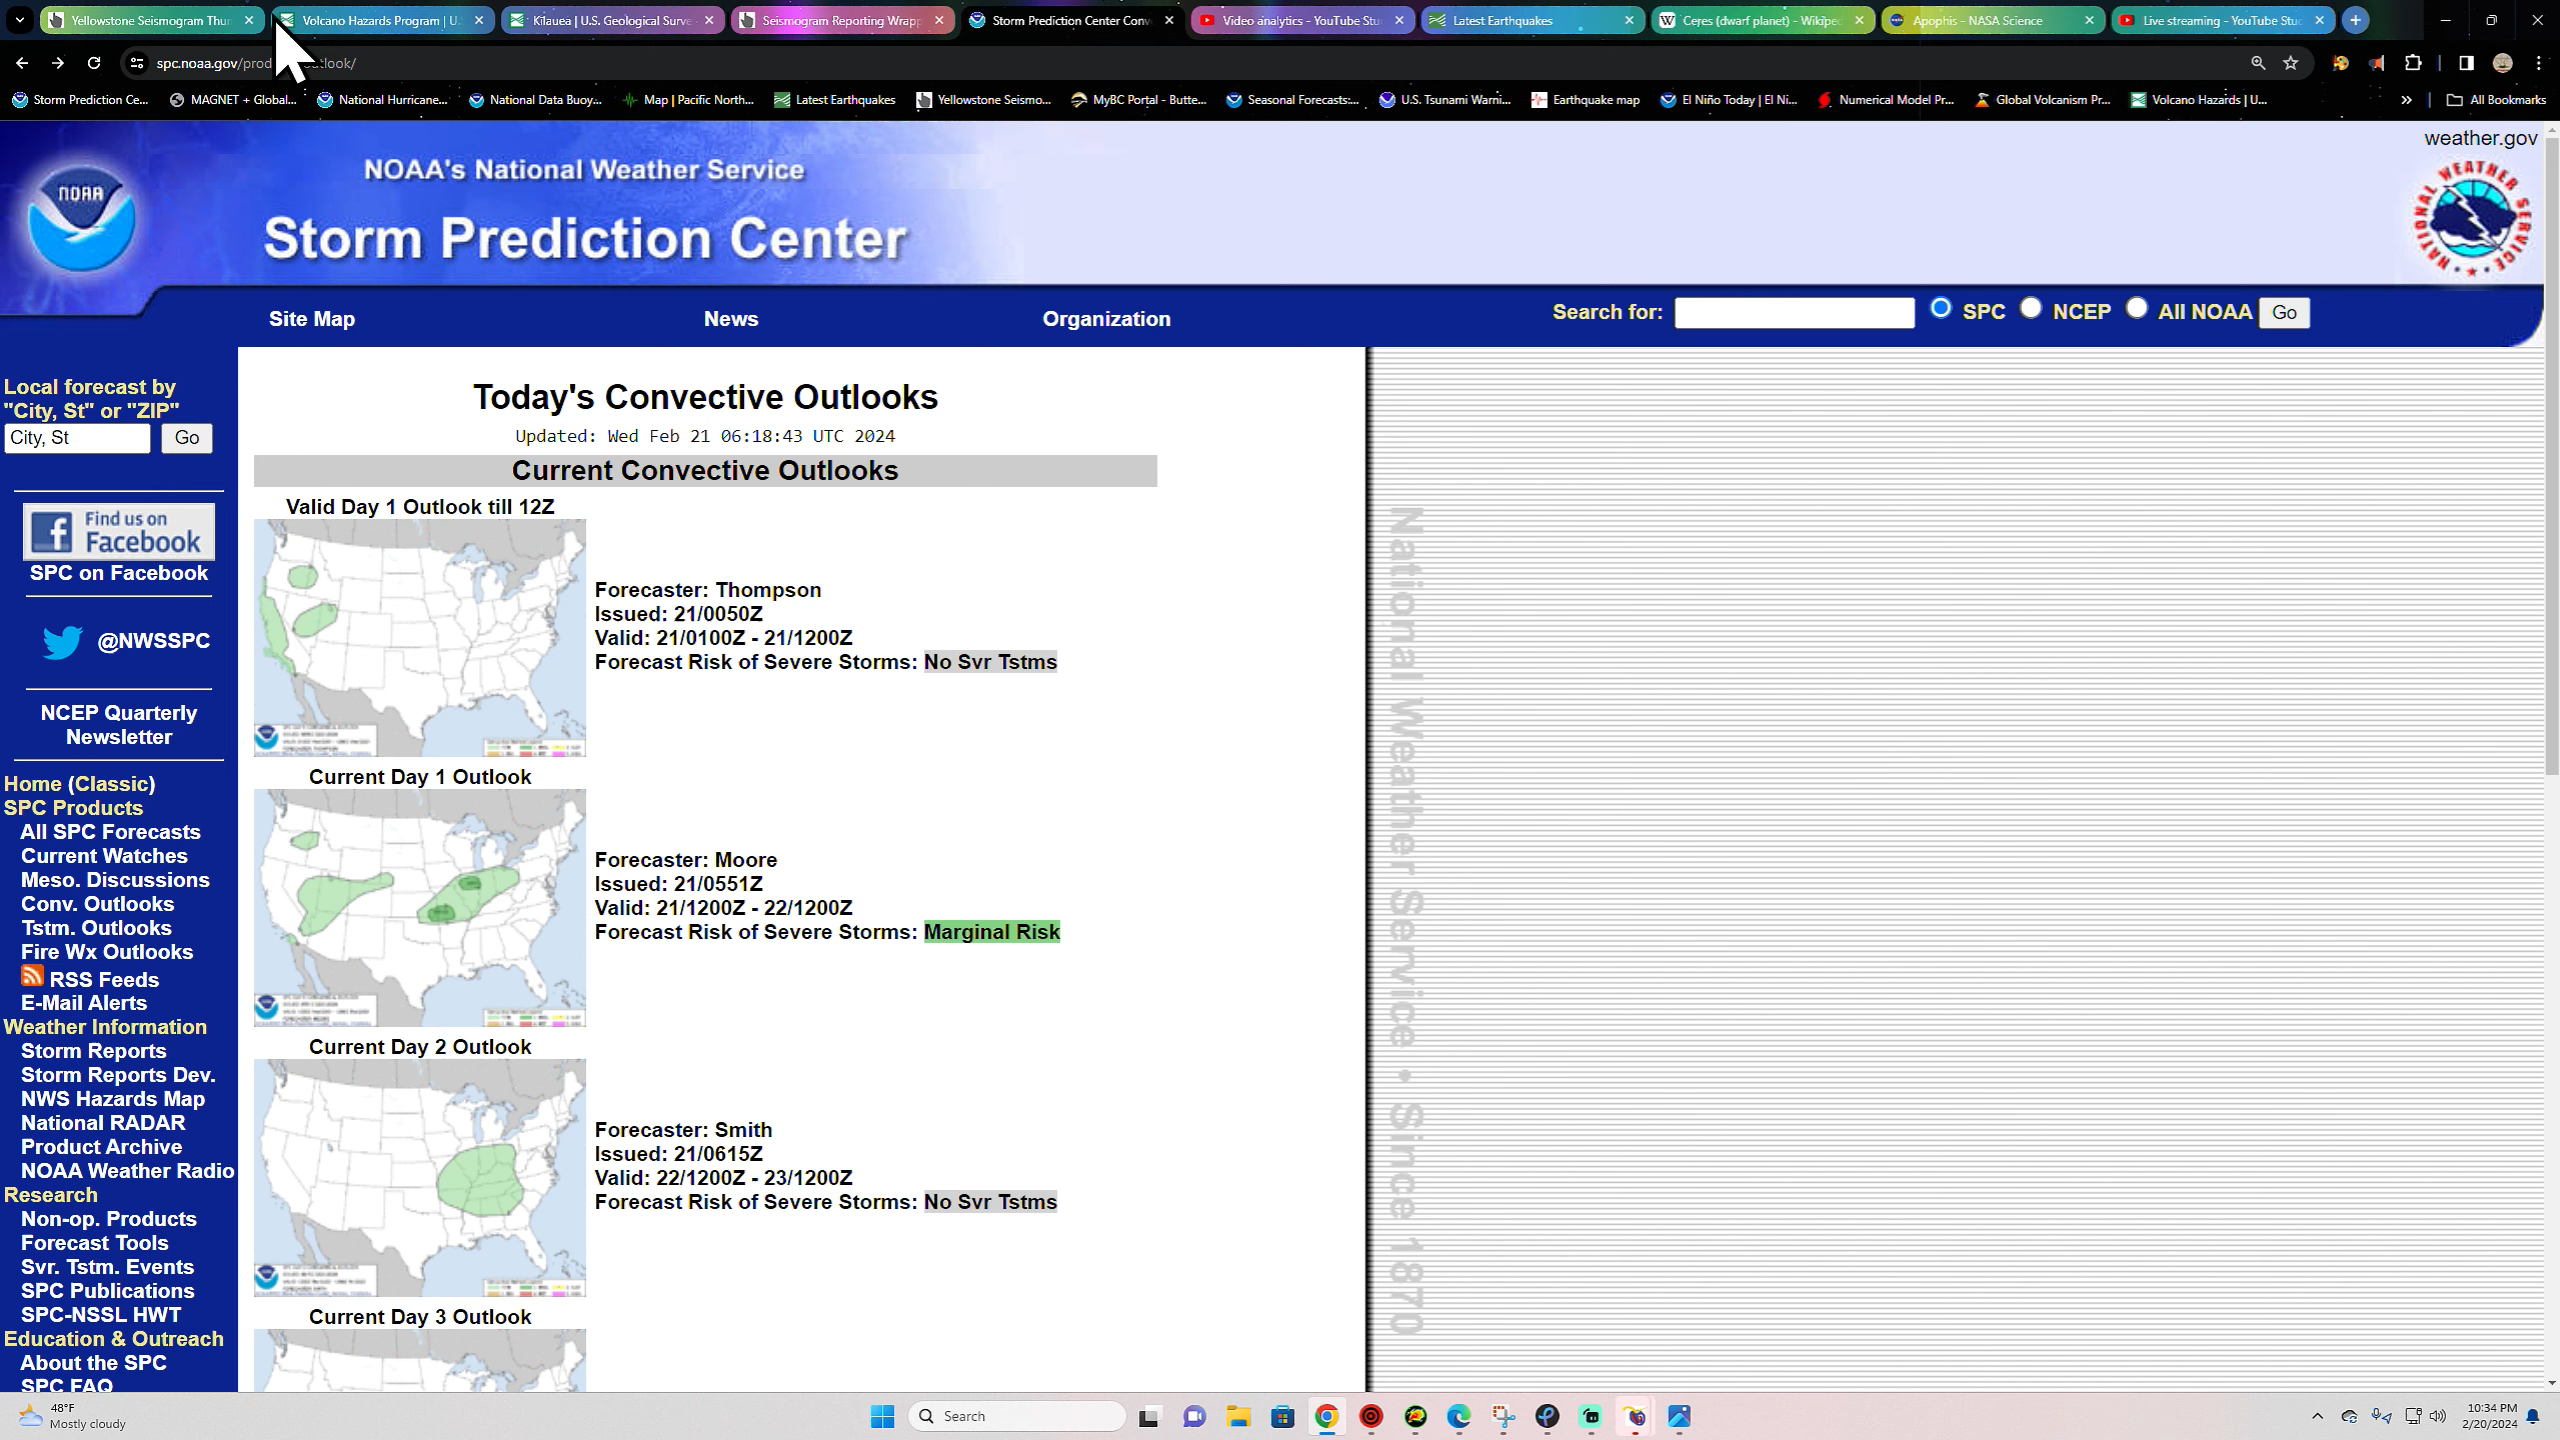 Yellowstone Seismogram Thu
Volcano Hazards Program | U.
Kilauea | U.S. Geological Surve
Seismogram Reporting Wrapp
Storm Prediction Center Conv
Video analytics - YouTube Stu
Latest Earthquakes
Ceres (dwarf planet) - Wikiped
Apophis - NASA Science
Live streaming - YouTube Stud
spc.noaa.gov/prod outlook/
Storm Prediction Ce...
MAGNET + Global...
National Hurricane...
National Data Buoy...
Map | Pacific North...
Latest Earthquakes
Yellowstone Seismo...
MyBC Portal - Butte...
Seasonal Forecasts:...
U.S. Tsunami Warni...
Earthquake map
El Niño Today | El Ni...
Numerical Model Pr...
Global Volcanism Pr...
Volcano Hazards | U...
All Bookmarks
weather.gov
NOAA
NOAA's National Weather Service
Storm Prediction Center
NATIONAL WEATHER SERVICE
Site Map
News
Organization
Search for:
SPC
NCEP
All NOAA
Go
Local forecast by
"City, St" or "ZIP"
City, St
Go
Find us on
Facebook
SPC on Facebook
@NWSSPC
NCEP Quarterly
Newsletter
Home (Classic)
SPC Products
All SPC Forecasts
Current Watches
Meso. Discussions
Conv. Outlooks
Tstm. Outlooks
Fire Wx Outlooks
RSS Feeds
E-Mail Alerts
Weather Information
Storm Reports
Storm Reports Dev.
NWS Hazards Map
National RADAR
Product Archive
NOAA Weather Radio
Research
Non-op. Products
Forecast Tools
Svr. Tstm. Events
SPC Publications
SPC-NSSL HWT
Education & Outreach
About the SPC
SPC FAQ
Today's Convective Outlooks
Updated: Wed Feb 21 06:18:43 UTC 2024
Current Convective Outlooks
Valid Day 1 Outlook till 12Z
Forecaster: Thompson
Issued: 21/0050Z
Valid: 21/0100Z - 21/1200Z
Forecast Risk of Severe Storms: No Svr Tstms
Current Day 1 Outlook
Forecaster: Moore
Issued: 21/0551Z
Valid: 21/1200Z - 22/1200Z
Forecast Risk of Severe Storms: Marginal Risk
Current Day 2 Outlook
Forecaster: Smith
Issued: 21/0615Z
Valid: 22/1200Z - 23/1200Z
Forecast Risk of Severe Storms: No Svr Tstms
Current Day 3 Outlook
National Weather Service • Since 1870
48°F
Mostly cloudy
Search
10:34 PM
2/20/2024